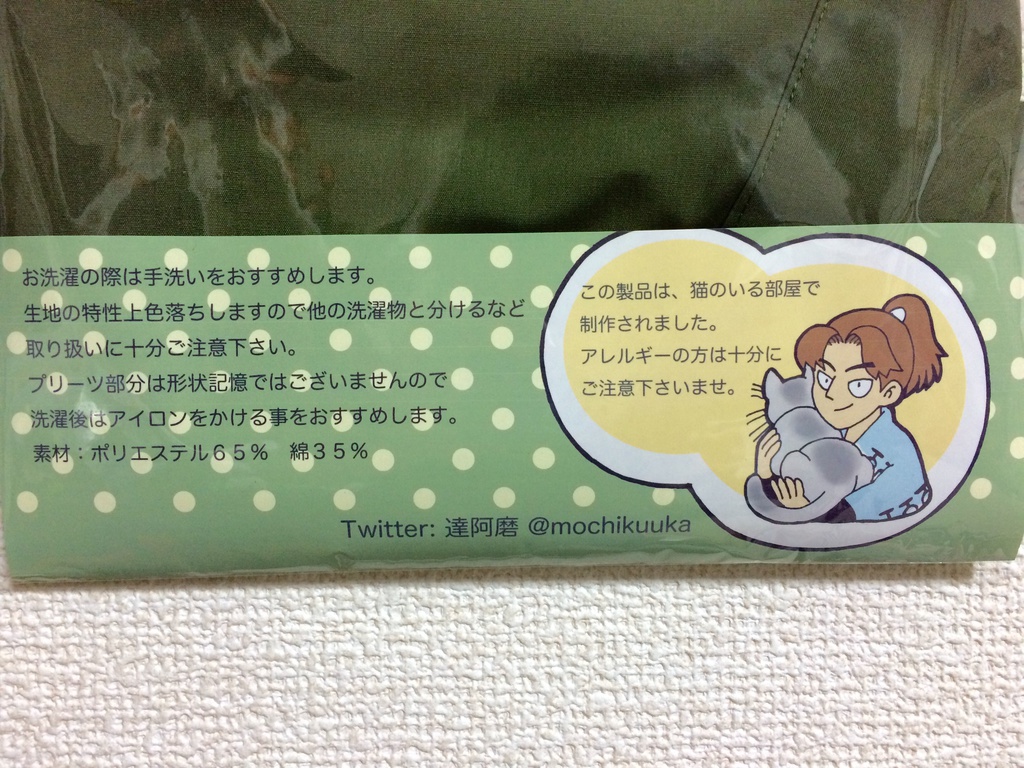 お洗濯の際は手洗いをおすすめします。
生地の特性上色落ちしますので他の洗濯物と分けるなど
取り扱いに十分ご注意下さい。
プリーツ部分は形状記憶ではございませんので
洗濯後はアイロンをかける事をおすすめします。
素材：ポリエステル６５％　綿３５％
この製品は、猫のいる部屋で
制作されました。
アレルギーの方は十分に
ご注意下さいませ。
Twitter: 達阿磨 @mochikuuka